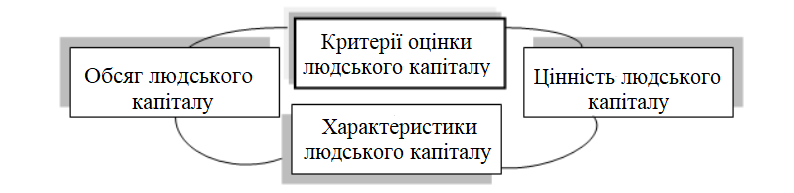 Критерії оцінки
людського капіталу
Обсяг людського
капіталу
Цінність людського
капіталу
Характеристики
людського капіталу